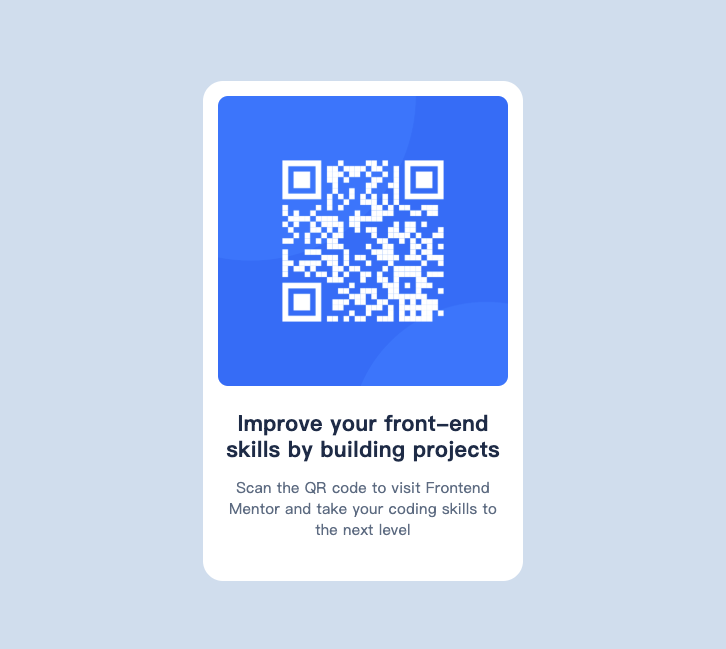 Improve your front-end
skills by building projects
Scan the QR code to visit Frontend
Mentor and take your coding skills to
the next level